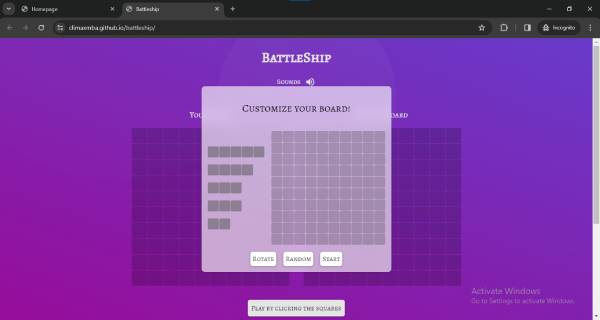 Homepage
Battleship
climaxmba.github.io/battleship/
Incognito
BattleShip
Sounds
You
oard
Customize your board!
Rotate
Random
Start
Play by clicking the squares
Activate Windows
Go to Settings to activate Windows.